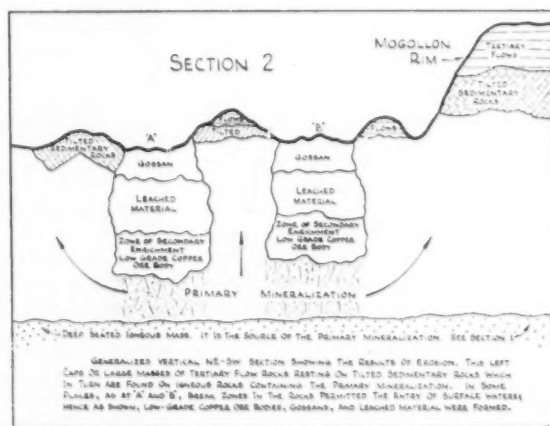 SECTION 2
MOGOLLON
RIM
TERTIARY
FLOWS
TILTED
SEDIMENTARY
ROCKS
FLOWS
TILTED
FLOWS
TILTED
SEDIMENTARY
ROCKS
"A"
GOSSAN
LEACHED
MATERIAL
ZONE OF SECONDARY
ENRICHMENT
LOW GRADE COPPER
ORE BODY
"B"
GOSSAN
LEACHED
MATERIAL
ZONE OF SECONDARY
ENRICHMENT
LOW GRADE COPPER
ORE BODY
PRIMARY MINERALIZATION
DEEP SEATED IGNEOUS MASS. IT IS THE SOURCE OF THE PRIMARY MINERALIZATION. SEE SECTION 1
GENERALIZED VERTICAL NE-SW SECTION SHOWING THE RESULTS OF EROSION. THIS LEFT
CAPS OR LARGE MASSES OF TERTIARY FLOW ROCKS RESTING ON TILTED SEDIMENTARY ROCKS WHICH
IN TURN ARE FOUND ON IGNEOUS ROCKS CONTAINING THE PRIMARY MINERALIZATION. IN SOME
PLACES, AS AT "A" AND "B", BREAK ZONES IN THE ROCKS PERMITTED THE ENTRY OF SURFACE WATERS;
HENCE AS SHOWN, LOW-GRADE COPPER ORE BODIES, GOSSANS, AND LEACHED MATERIAL WERE FORMED.